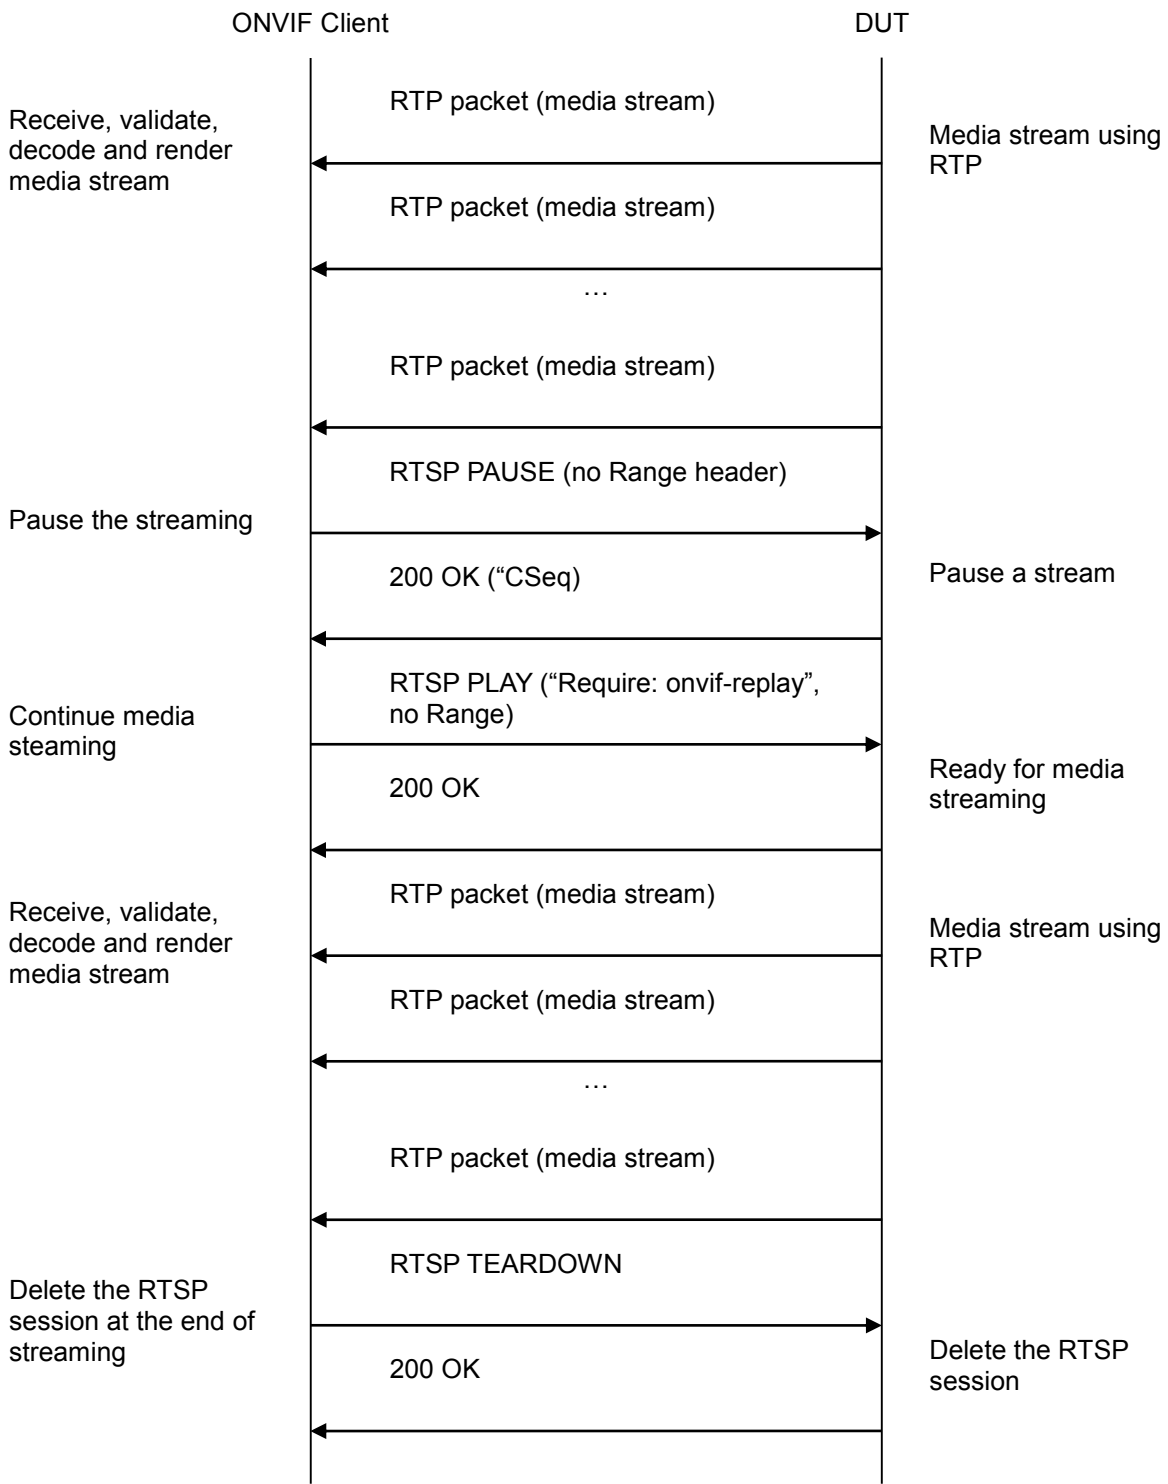 ONVIF Client
DUT
RTP packet (media stream)
Receive, validate,
decode and render
media stream
Media stream using
RTP
RTP packet (media stream)
…
RTP packet (media stream)
RTSP PAUSE (no Range header)
Pause the streaming
200 OK (“CSeq)
Pause a stream
RTSP PLAY (“Require: onvif-replay”,
no Range)
Continue media
steaming
200 OK
Ready for media
streaming
RTP packet (media stream)
Receive, validate,
decode and render
media stream
Media stream using
RTP
RTP packet (media stream)
…
RTP packet (media stream)
RTSP TEARDOWN
Delete the RTSP
session at the end of
streaming
200 OK
Delete the RTSP
session